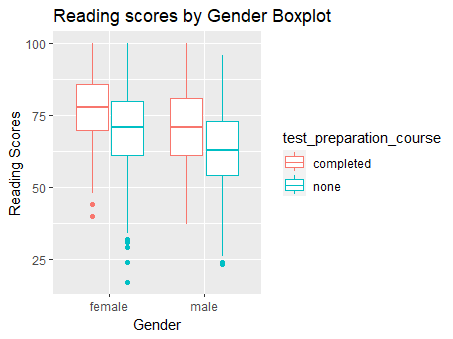 Reading scores by Gender Boxplot
Reading Scores
100
75
50
25
female
male
Gender
test_preparation_course
completed
none